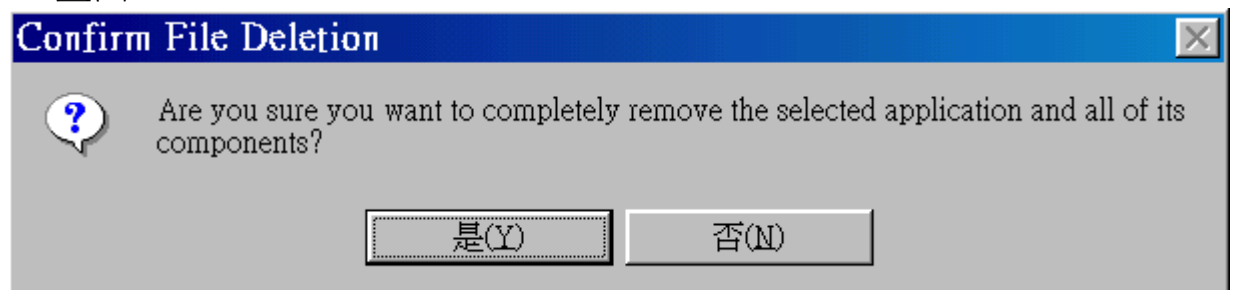 Confirm File Deletion
Are you sure you want to completely remove the selected application and all of its
components?
是(Y)
否(N)